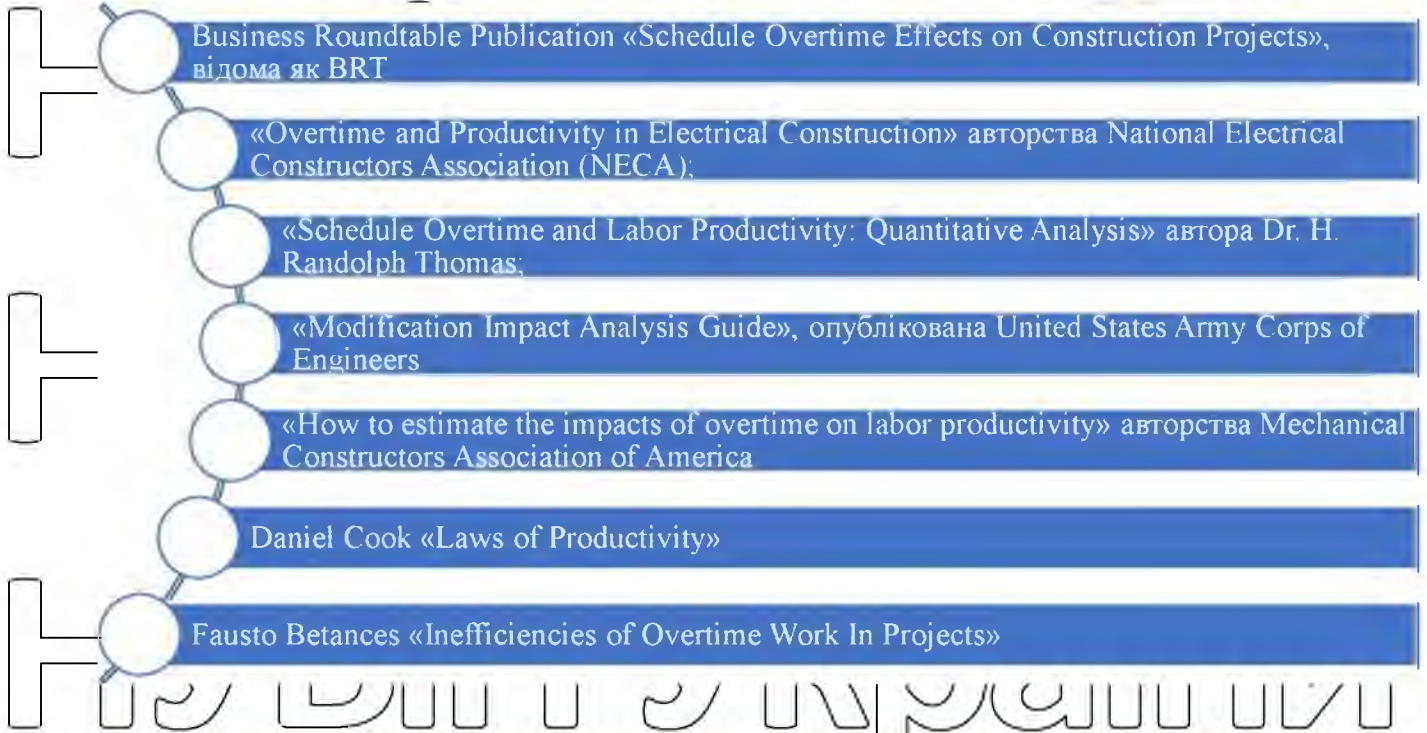 Business Roundtable Publication «Schedule Overtime Effects on Construction Projects»,
відома як BRT
«Overtime and Productivity in Electrical Construction» авторства National Electrical
Constructors Association (NECA);
«Schedule Overtime and Labor Productivity: Quantitative Analysis» автора Dr. H.
Randolph Thomas;
«Modification Impact Analysis Guide», опублікована United States Army Corps of
Engineers
«How to estimate the impacts of overtime on labor productivity» авторства Mechanical
Constructors Association of America
Daniel Cook «Laws of Productivity»
Fausto Betances «Inefficiencies of Overtime Work In Projects»